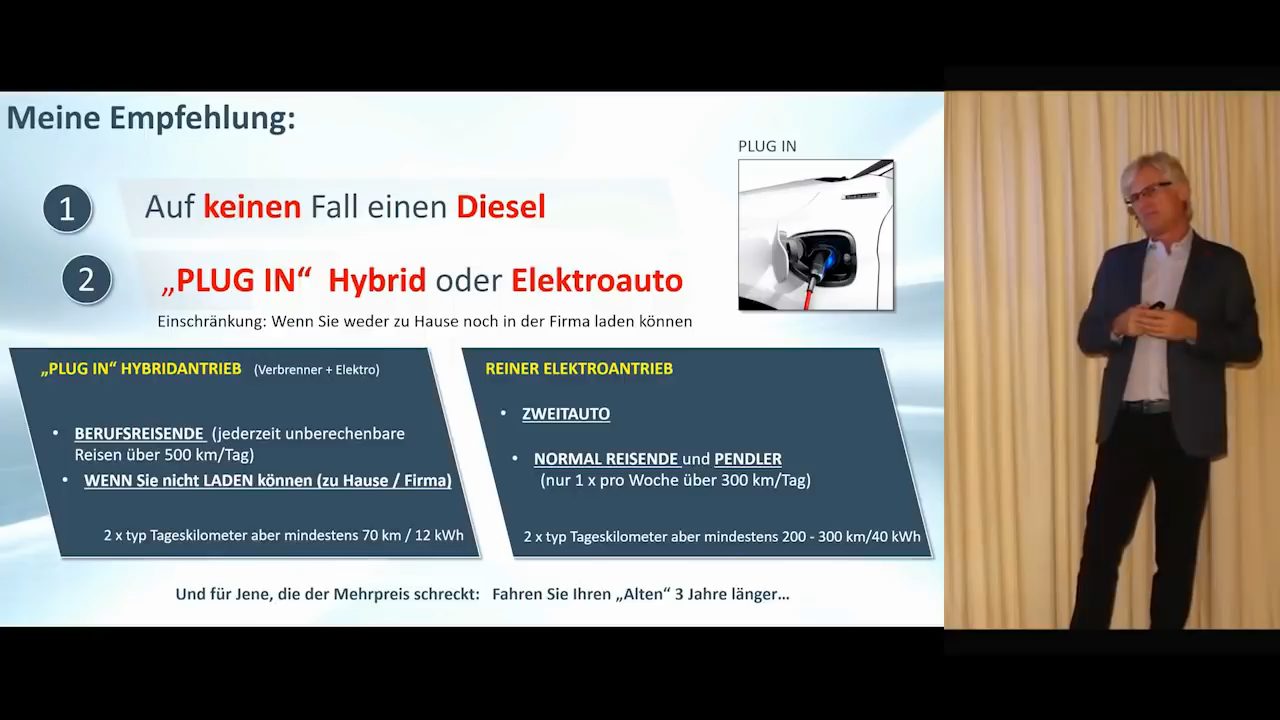 Meine Empfehlung:
PLUG IN
1
Auf keinen Fall einen Diesel
2
„PLUG IN“ Hybrid oder Elektroauto
Einschränkung: Wenn Sie weder zu Hause noch in der Firma laden können
„PLUG IN“ HYBRIDANTRIEB (Verbrenner + Elektro)
• BERUFSREISENDE (jederzeit unberechenbare
Reisen über 500 km/Tag)
• WENN Sie nicht LADEN können (zu Hause / Firma)
2 x typ Tageskilometer aber mindestens 70 km / 12 kWh
REINER ELEKTROANTRIEB
• ZWEITAUTO
• NORMAL REISENDE und PENDLER
(nur 1 x pro Woche über 300 km/Tag)
2 x typ Tageskilometer aber mindestens 200 - 300 km/40 kWh
Und für Jene, die der Mehrpreis schreckt: Fahren Sie Ihren „Alten“ 3 Jahre länger...